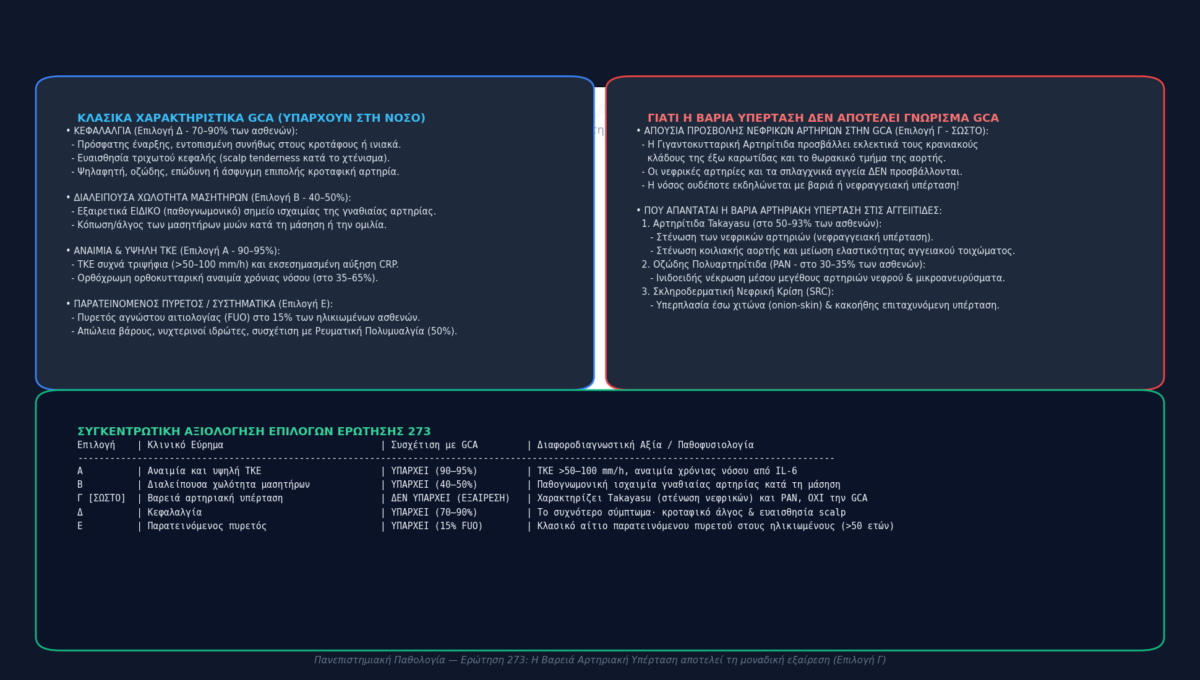 ΚΛΑΣΙΚΑ ΧΑΡΑΚΤΗΡΙΣΤΙΚΑ GCA (ΥΠΑΡΧΟΥΝ ΣΤΗ ΝΟΣΟ)
• ΚΕΦΑΛΑΛΓΙΑ (Επιλογή Δ - 70–90% των ασθενών):
- Πρόσφατης έναρξης, εντοπισμένη συνήθως στους κροτάφους ή ινιακά.
- Ευαισθησία τριχωτού κεφαλής (scalp tenderness κατά το χτένισμα).
- Ψηλαφητή, οζώδης, επώδυνη ή άσφυγμη επιπολής κροταφική αρτηρία.
• ΔΙΑΛΕΙΠΟΥΣΑ ΧΩΛΟΤΗΤΑ ΜΑΣΗΤΗΡΩΝ (Επιλογή Β - 40–50%):
- Εξαιρετικά ΕΙΔΙΚΟ (παθογνωμονικό) σημείο ισχαιμίας της γναθιαίας αρτηρίας.
- Κόπωση/άλγος των μασητήρων μυών κατά τη μάσηση ή την ομιλία.
• ΑΝΑΙΜΙΑ & ΥΨΗΛΗ ΤΚΕ (Επιλογή Α - 90–95%):
- ΤΚΕ συχνά τριψήφια (>50–100 mm/h) και εκσεσημασμένη αύξηση CRP.
- Ορθόχρωμη ορθοκυτταρική αναιμία χρόνιας νόσου (στο 35–65%).
• ΠΑΡΑΤΕΙΝΟΜΕΝΟΣ ΠΥΡΕΤΟΣ / ΣΥΣΤΗΜΑΤΙΚΑ (Επιλογή Ε):
- Πυρετός αγνώστου αιτιολογίας (FUO) στο 15% των ηλικιωμένων ασθενών.
- Απώλεια βάρους, νυχτερινοί ιδρώτες, συσχέτιση με Ρευματική Πολυμυαλγία (50%).
ΓΙΑΤΙ Η ΒΑΡΙΑ ΥΠΕΡΤΑΣΗ ΔΕΝ ΑΠΟΤΕΛΕΙ ΓΝΩΡΙΣΜΑ GCA
• ΑΠΟΥΣΙΑ ΠΡΟΣΒΟΛΗΣ ΝΕΦΡΙΚΩΝ ΑΡΤΗΡΙΩΝ ΣΤΗΝ GCA (Επιλογή Γ - ΣΩΣΤΟ):
- Η Γιγαντοκυτταρική Αρτηρίτιδα προσβάλλει εκλεκτικά τους κρανιακούς
κλάδους της έξω καρωτίδας και το θωρακικό τμήμα της αορτής.
- Οι νεφρικές αρτηρίες και τα σπλαγχνικά αγγεία ΔΕΝ προσβάλλονται.
- Η νόσος ουδέποτε εκδηλώνεται με βαριά ή νεφραγγειακή υπέρταση!
• ΠΟΥ ΑΠΑΝΤΑΤΑΙ Η ΒΑΡΙΑ ΑΡΤΗΡΙΑΚΗ ΥΠΕΡΤΑΣΗ ΣΤΙΣ ΑΓΓΕΙΙΤΙΔΕΣ:
1. Αρτηρίτιδα Takayasu (στο 50–93% των ασθενών):
- Στένωση των νεφρικών αρτηριών (νεφραγγειακή υπέρταση).
- Στένωση κοιλιακής αορτής και μείωση ελαστικότητας αγγειακού τοιχώματος.
2. Οζώδης Πολυαρτηρίτιδα (PAN - στο 30–35% των ασθενών):
- Ινιδοειδής νέκρωση μέσου μεγέθους αρτηριών νεφρού & μικροανευρύσματα.
3. Σκληροδερματική Νεφρική Κρίση (SRC):
- Υπερπλασία έσω χιτώνα (onion-skin) & κακοήθης επιταχυνόμενη υπέρταση.
ΣΥΓΚΕΝΤΡΩΤΙΚΗ ΑΞΙΟΛΟΓΗΣΗ ΕΠΙΛΟΓΩΝ ΕΡΩΤΗΣΗΣ 273
Επιλογή | Κλινικό Εύρημα | Συσχέτιση με GCA | Διαφοροδιαγνωστική Αξία / Παθοφυσιολογία
Α | Αναιμία και υψηλή ΤΚΕ | ΥΠΑΡΧΕΙ (90–95%) | ΤΚΕ >50–100 mm/h, αναιμία χρόνιας νόσου από IL-6
Β | Διαλείπουσα χωλότητα μασητήρων | ΥΠΑΡΧΕΙ (40–50%) | Παθογνωμονική ισχαιμία γναθιαίας αρτηρίας κατά τη μάσηση
Γ [ΣΩΣΤΟ] | Βαρειά αρτηριακή υπέρταση | ΔΕΝ ΥΠΑΡΧΕΙ (ΕΞΑΙΡΕΣΗ) | Χαρακτηρίζει Takayasu (στένωση νεφρικών) και PAN, ΟΧΙ την GCA
Δ | Κεφαλαλγία | ΥΠΑΡΧΕΙ (70–90%) | Το συχνότερο σύμπτωμα· κροταφικό άλγος & ευαισθησία scalp
Ε | Παρατεινόμενος πυρετός | ΥΠΑΡΧΕΙ (15% FUO) | Κλασικό αίτιο παρατεινόμενου πυρετού στους ηλικιωμένους (>50 ετών)
Πανεπιστημιακή Παθολογία — Ερώτηση 273: Η Βαρειά Αρτηριακή Υπέρταση αποτελεί τη μοναδική εξαίρεση (Επιλογή Γ)